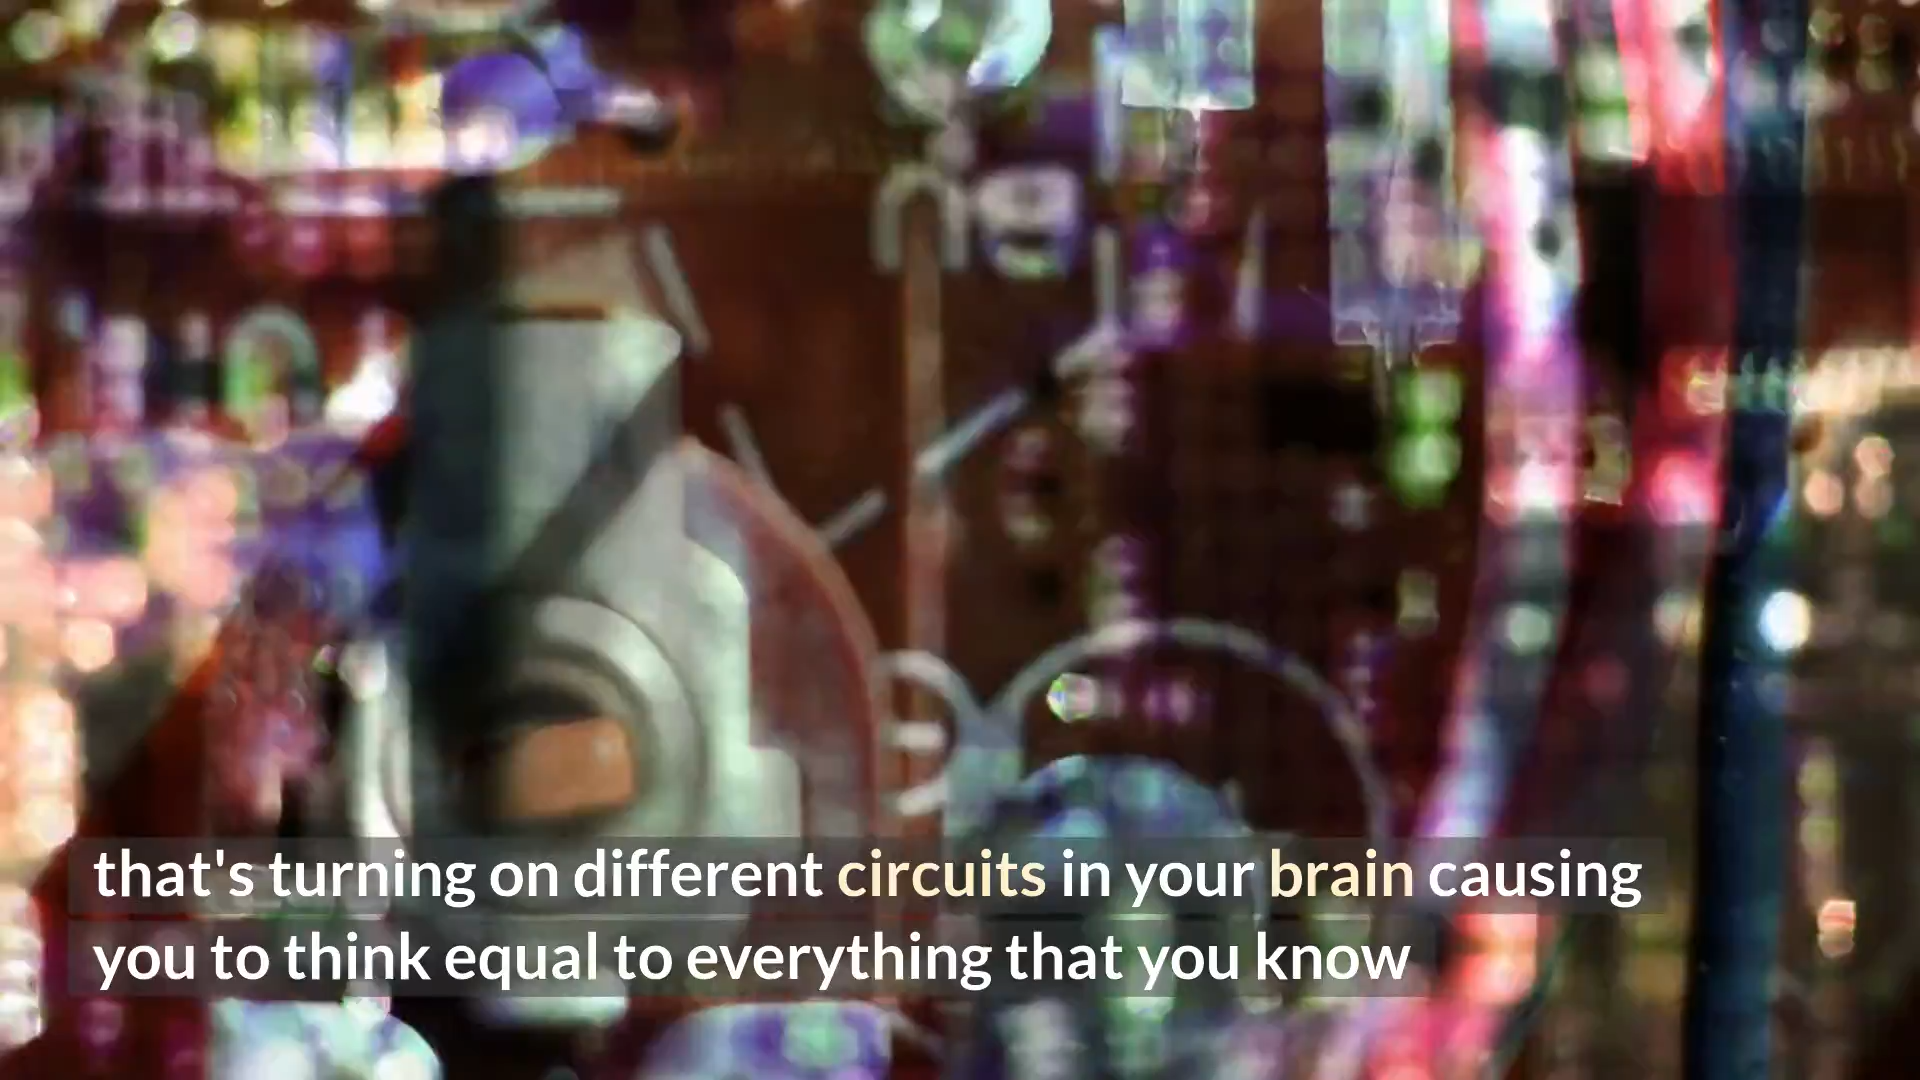 that's turning on different circuits in your brain causing
you to think equal to everything that you know